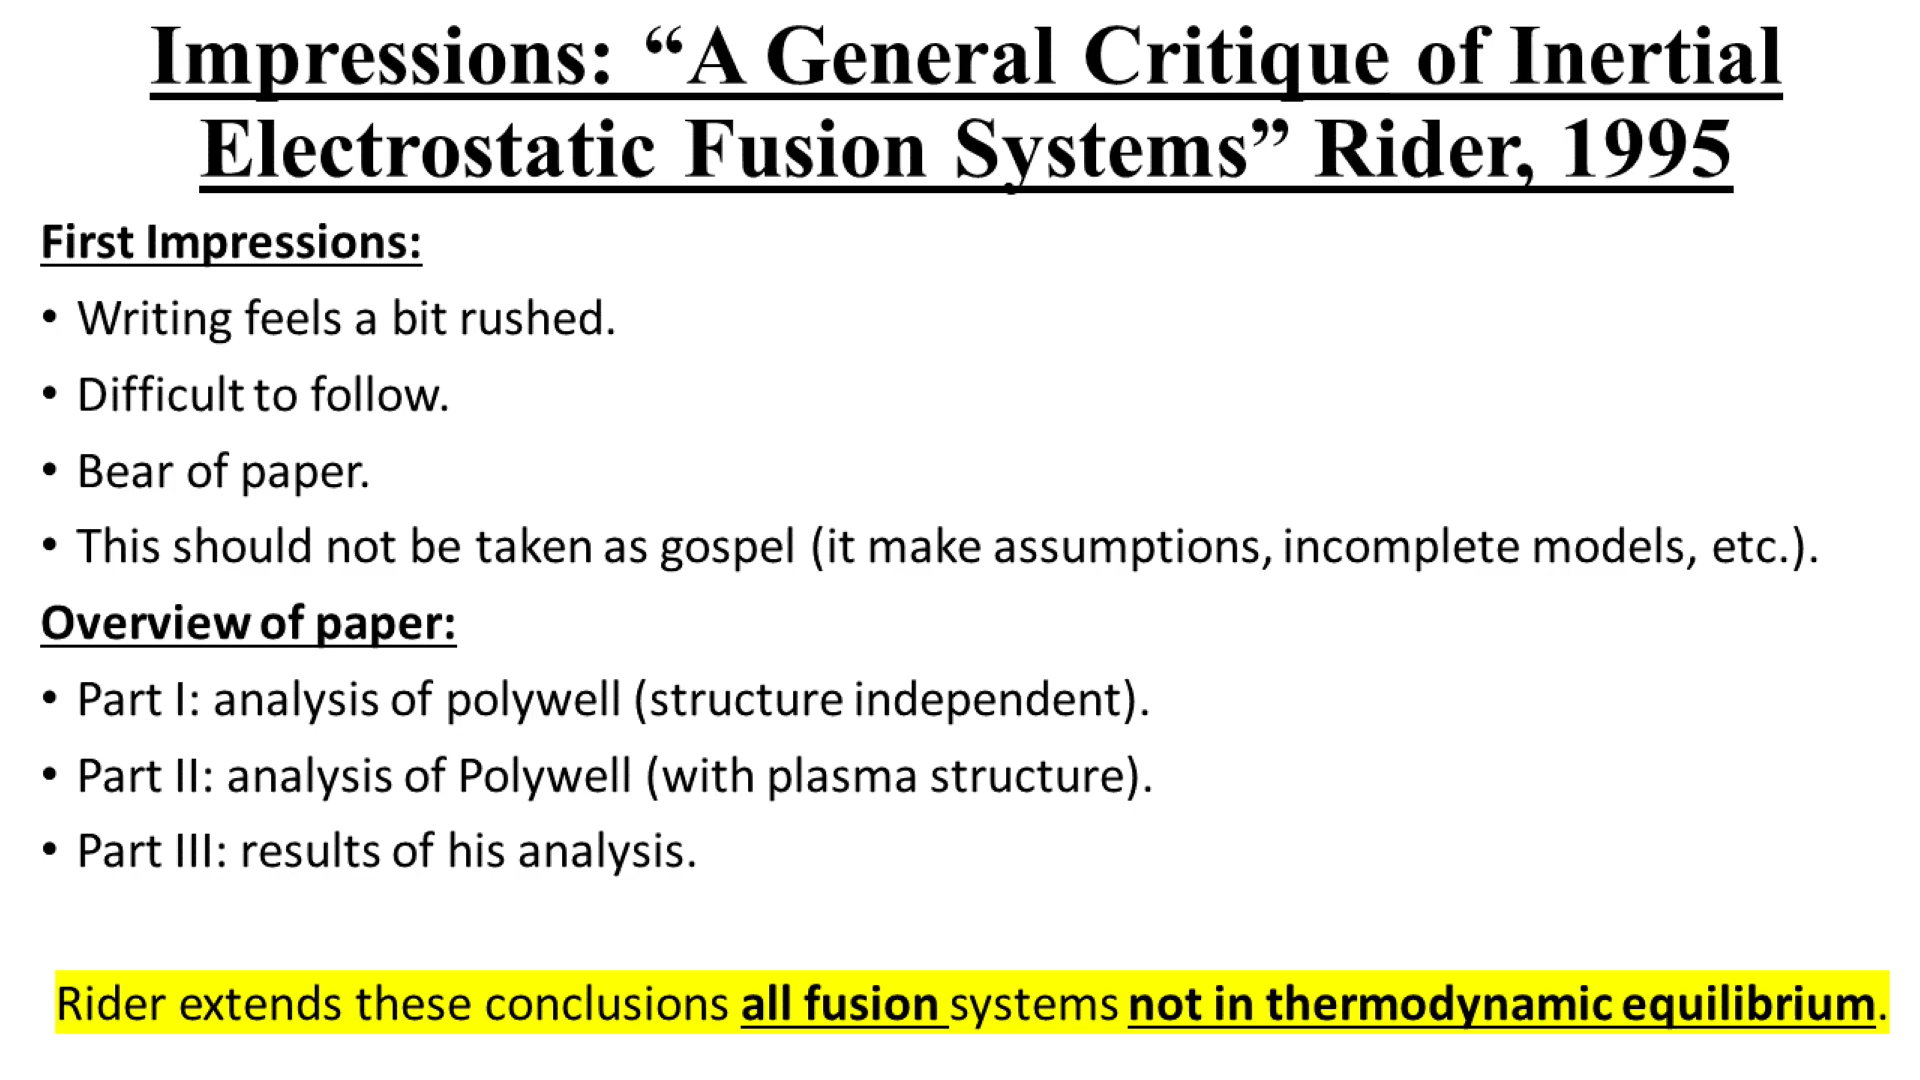 Impressions: “A General Critique of Inertial
Electrostatic Fusion Systems” Rider, 1995
First Impressions:
• Writing feels a bit rushed.
• Difficult to follow.
• Bear of paper.
• This should not be taken as gospel (it make assumptions, incomplete models, etc.).
Overview of paper:
• Part I: analysis of polywell (structure independent).
• Part II: analysis of Polywell (with plasma structure).
• Part III: results of his analysis.
Rider extends these conclusions all fusion systems not in thermodynamic equilibrium.